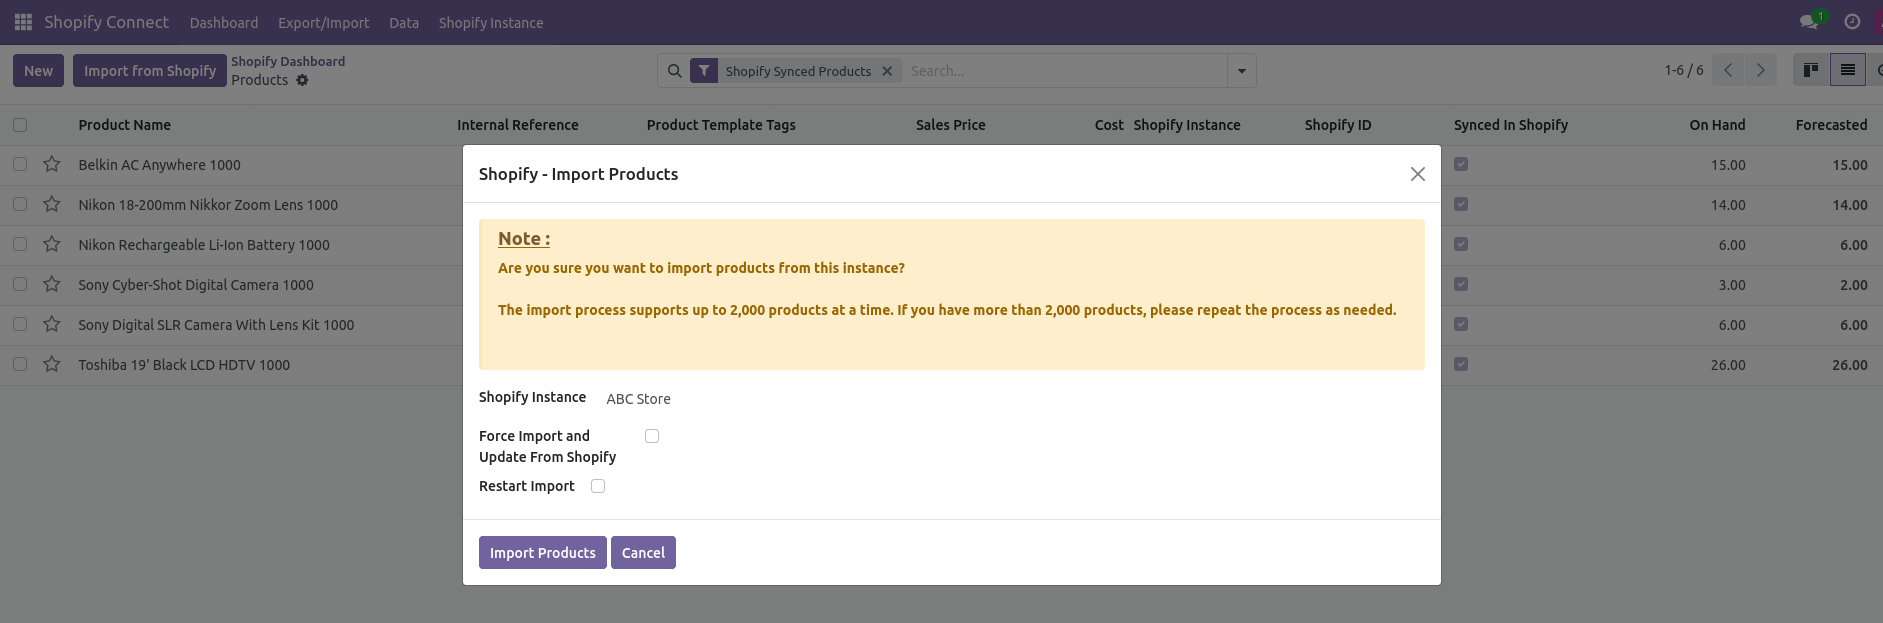 Shopify Connect Dashboard Export/Import Data Shopify Instance 1
New Import from Shopify Shopify Dashboard
Products
Shopify Synced Products Search... 1-6 / 6
Product Name Internal Reference Product Template Tags Sales Price Cost Shopify Instance Shopify ID Synced In Shopify On Hand Forecasted
Belkin AC Anywhere 1000 15.00 15.00
Nikon 18-200mm Nikkor Zoom Lens 1000 14.00 14.00
Nikon Rechargeable Li-Ion Battery 1000 6.00 6.00
Sony Cyber-Shot Digital Camera 1000 3.00 2.00
Sony Digital SLR Camera With Lens Kit 1000 6.00 6.00
Toshiba 19' Black LCD HDTV 1000 26.00 26.00
Shopify - Import Products
Note :
Are you sure you want to import products from this instance?
The import process supports up to 2,000 products at a time. If you have more than 2,000 products, please repeat the process as needed.
Shopify Instance ABC Store
Force Import and
Update From Shopify
Restart Import
Import Products Cancel